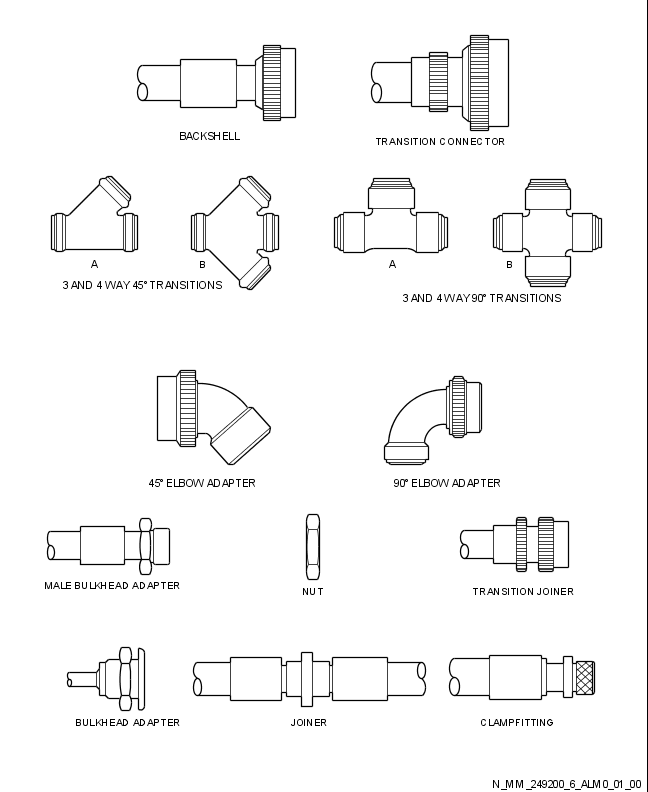 BACKSHELL
TRANSITION CONNECTOR
A B A B
3 AND 4 WAY 45° TRANSITIONS
3 AND 4 WAY 90° TRANSITIONS
45° ELBOW ADAPTER 90° ELBOW ADAPTER
MALE BULKHEAD ADAPTER NUT TRANSITION JOINER
BULKHEAD ADAPTER JOINER CLAMPFITTING
N_MM_249200_6_ALM0_01_00